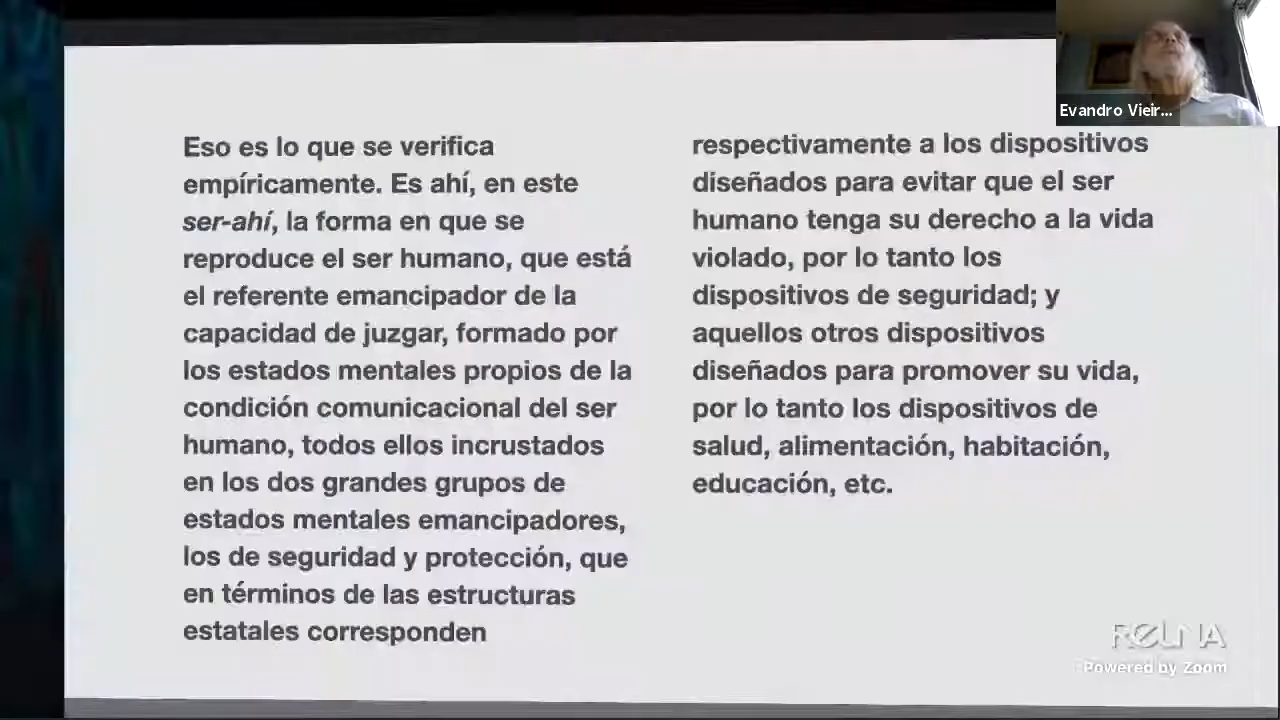 Eso es lo que se verifica
empíricamente. Es ahí, en este
ser-ahí, la forma en que se
reproduce el ser humano, que está
el referente emancipador de la
capacidad de juzgar, formado por
los estados mentales propios de la
condición comunicacional del ser
humano, todos ellos incrustados
en los dos grandes grupos de
estados mentales emancipadores,
los de seguridad y protección, que
en términos de las estructuras
estatales corresponden
respectivamente a los dispositivos
diseñados para evitar que el ser
humano tenga su derecho a la vida
violado, por lo tanto los
dispositivos de seguridad; y
aquellos otros dispositivos
diseñados para promover su vida,
por lo tanto los dispositivos de
salud, alimentación, habitación,
educación, etc.
Evandro Vieir...
REUNA
Powered by Zoom